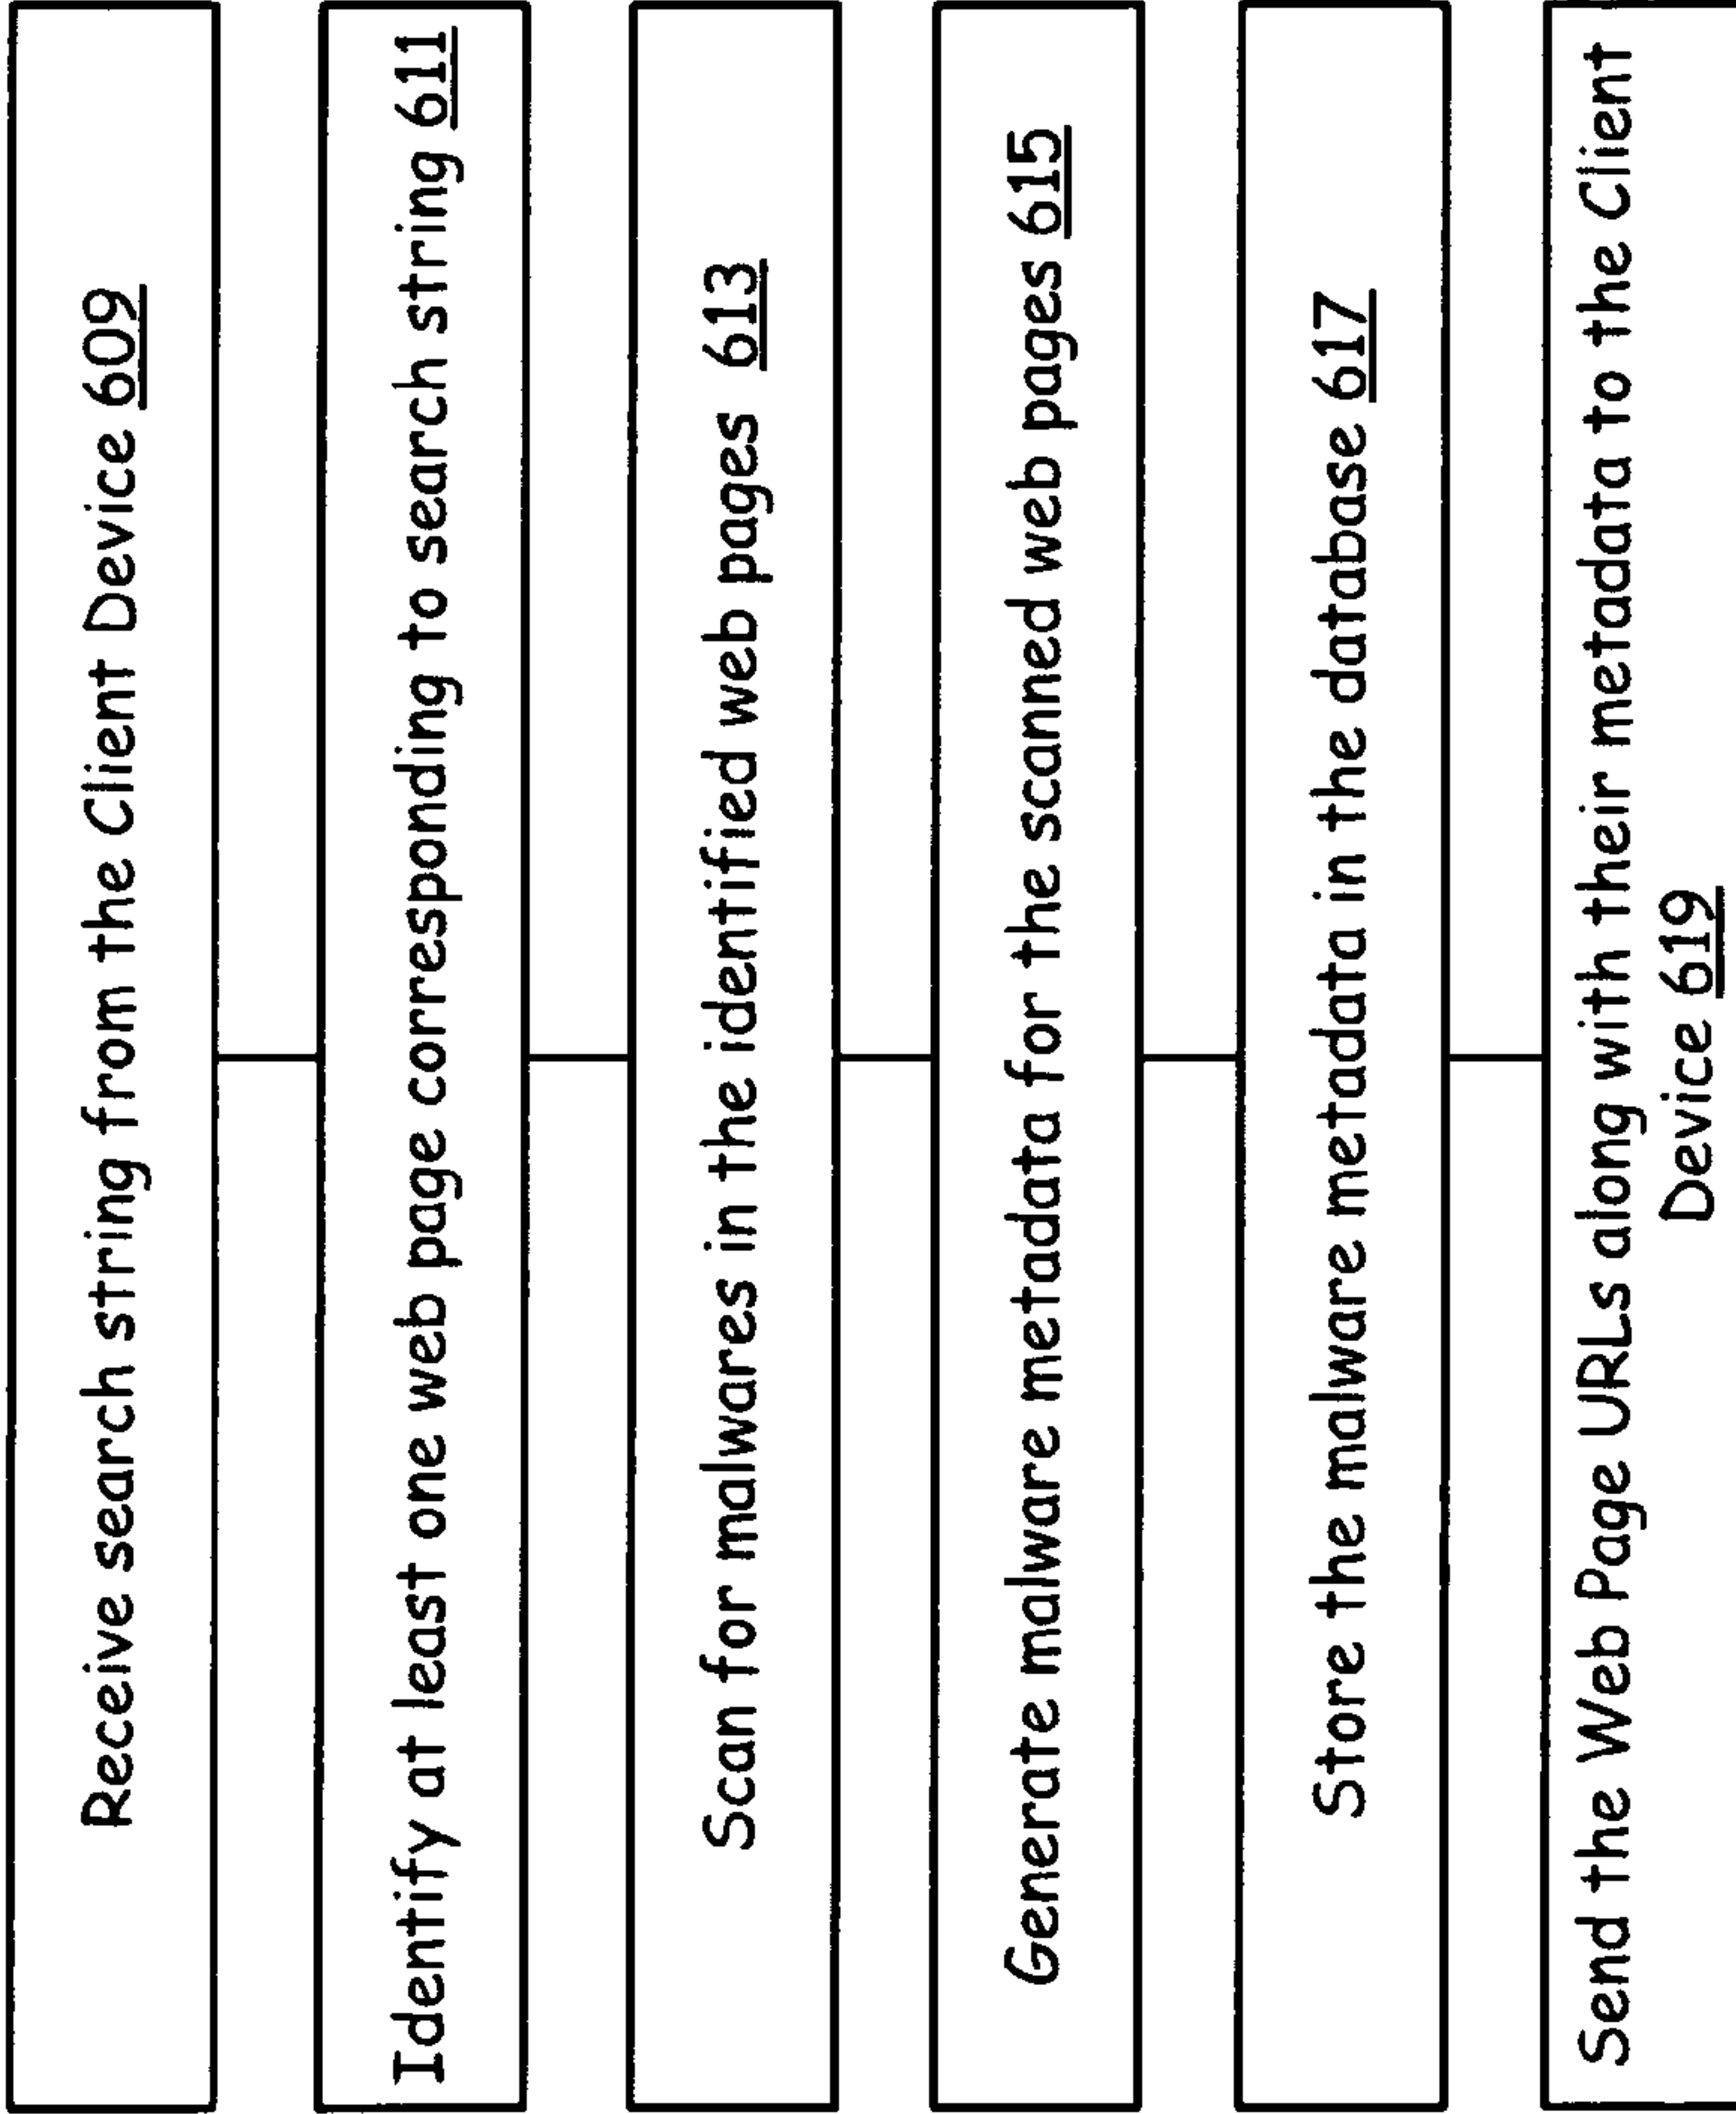 Receive search string from the Client Device 609
Identify at least one web page corresponding to search string 611
Scan for malwares in the identified web pages 613
Generate malware metadata for the scanned web pages 615
Store the malware metadata in the database 617
Send the Web Page URLs along with their metadata to the Client
Device 619